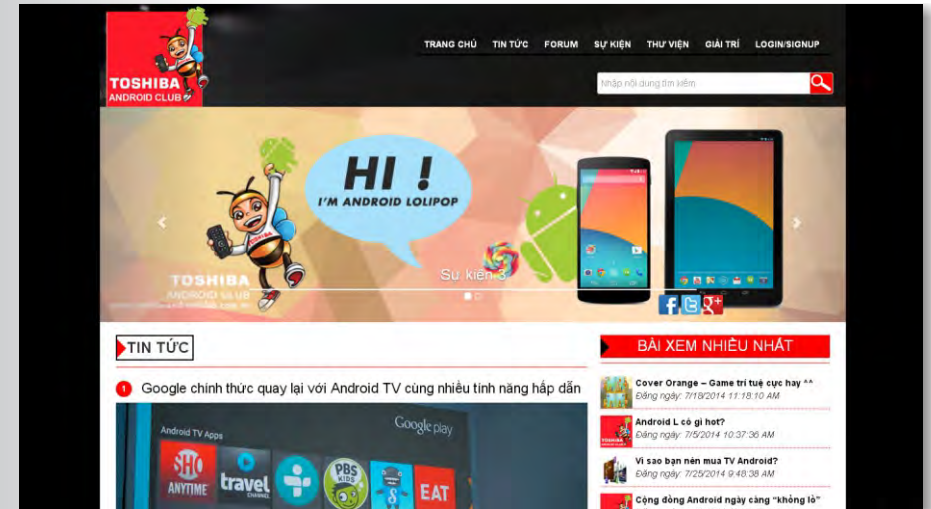 TOSHIBA
ANDROID CLUB
TRANG CHỦ TIN TỨC FORUM SỰ KIỆN THƯ VIỆN GIẢI TRÍ LOGIN/SIGNUP
Nhập nội dung tìm kiếm
HI !
I'M ANDROID LOLIPOP
TOSHIBA
ANDROID CLUB
Sự kiện 3
TIN TỨC
1 Google chính thức quay lại với Android TV cùng nhiều tính năng hấp dẫn
Android TV Apps
Google play
SHO
ANYTIME
travel
CHANNEL
PBS
KIDS
EAT
BÀI XEM NHIỀU NHẤT
Cover Orange – Game trí tuệ cực hay ^^
Đăng ngày: 7/18/2014 11:18:10 AM
Android L có gì hot?
Đăng ngày: 7/5/2014 10:37:36 AM
Vì sao bạn nên mua TV Android?
Đăng ngày: 7/25/2014 9:48:38 AM
Cộng đồng Android ngày càng "khổng lồ"